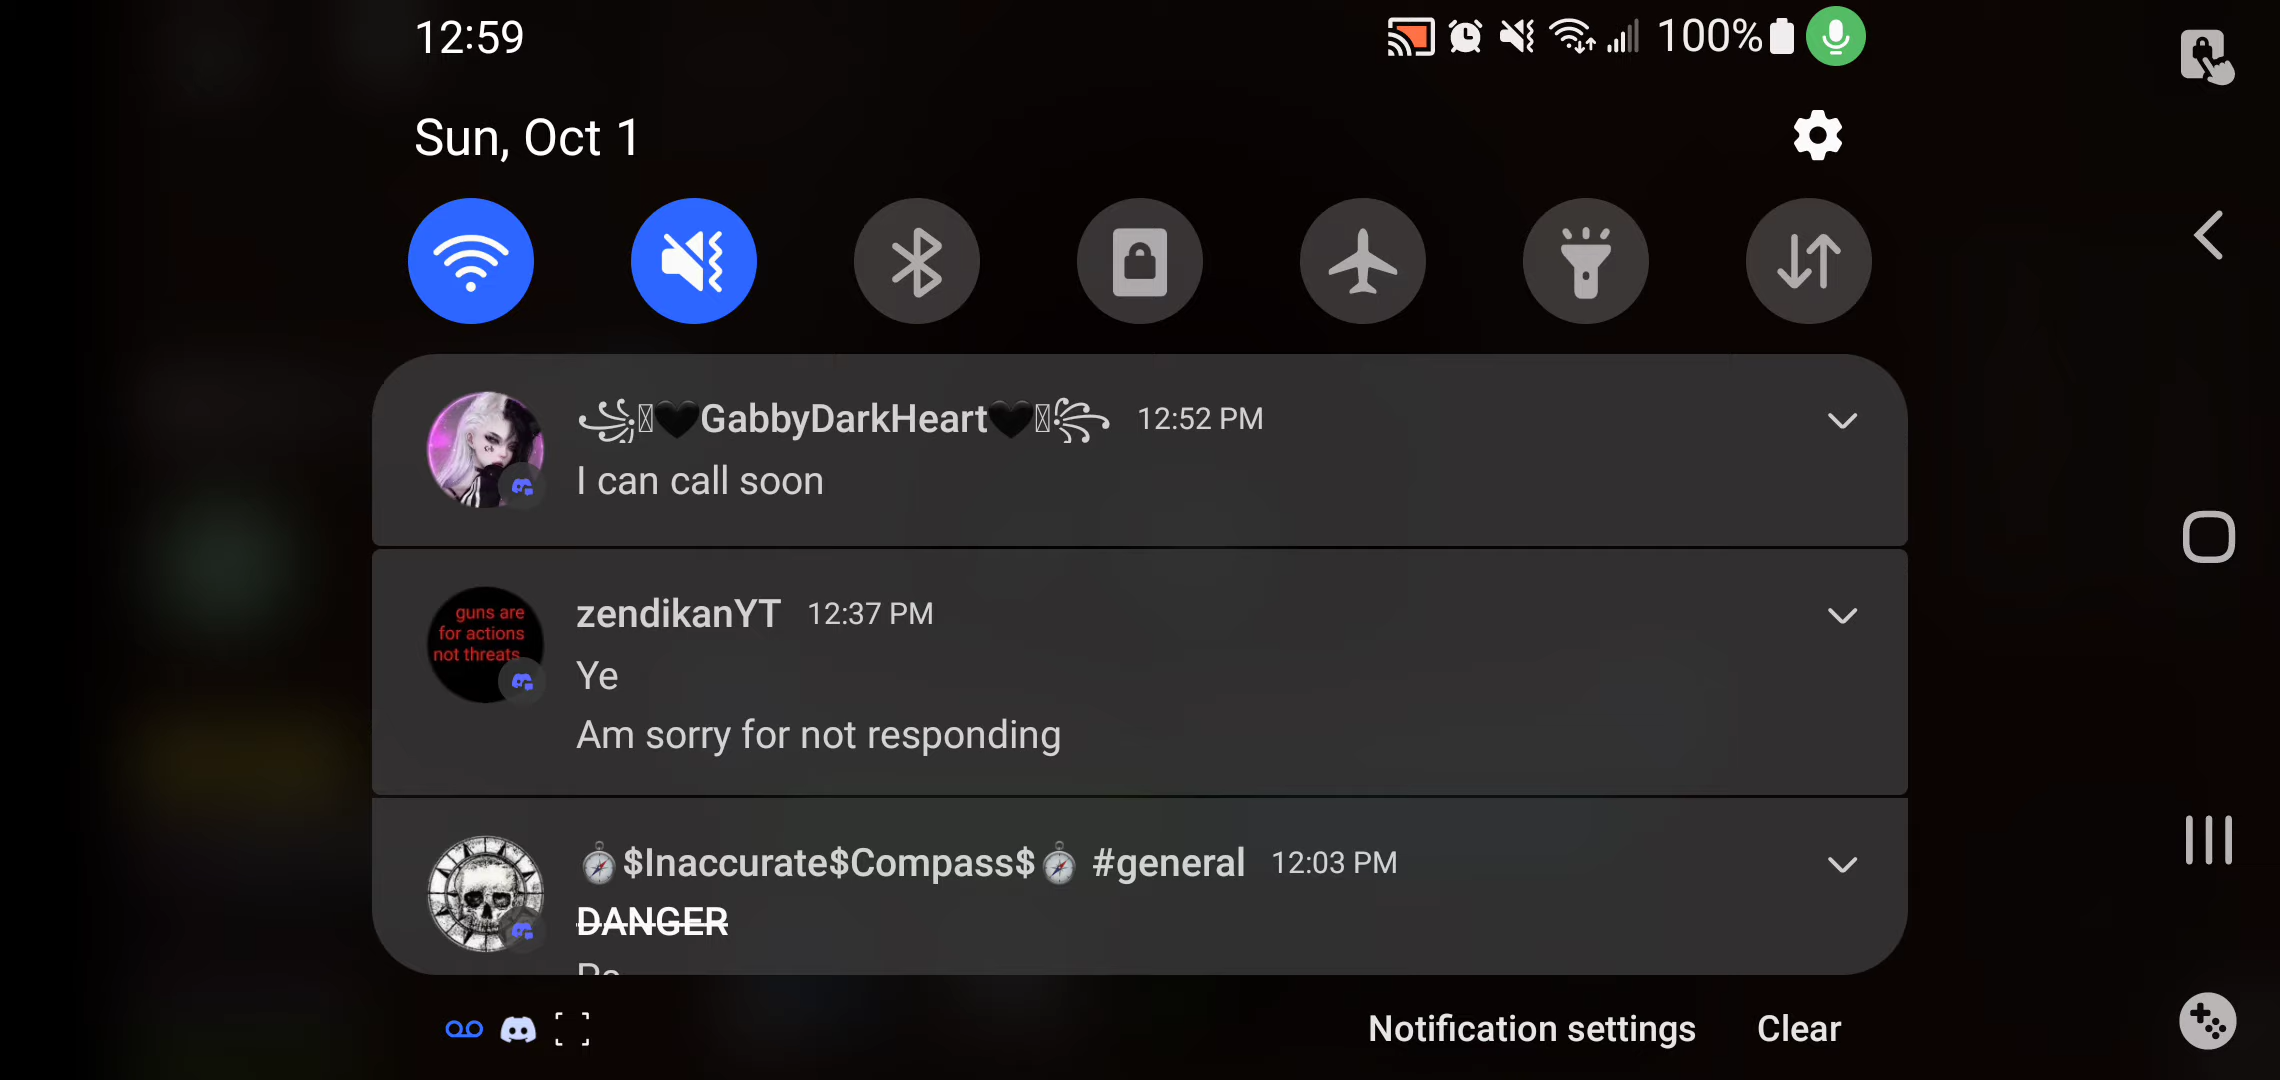 12:59
100%
Sun, Oct 1
🖤GabbyDarkHeart🖤 12:52 PM
I can call soon
guns are
for actions
not threats
zendikanYT 12:37 PM
Ye
Am sorry for not responding
🧭$Inaccurate$Compass$🧭 #general 12:03 PM
DANGER
Notification settings
Clear